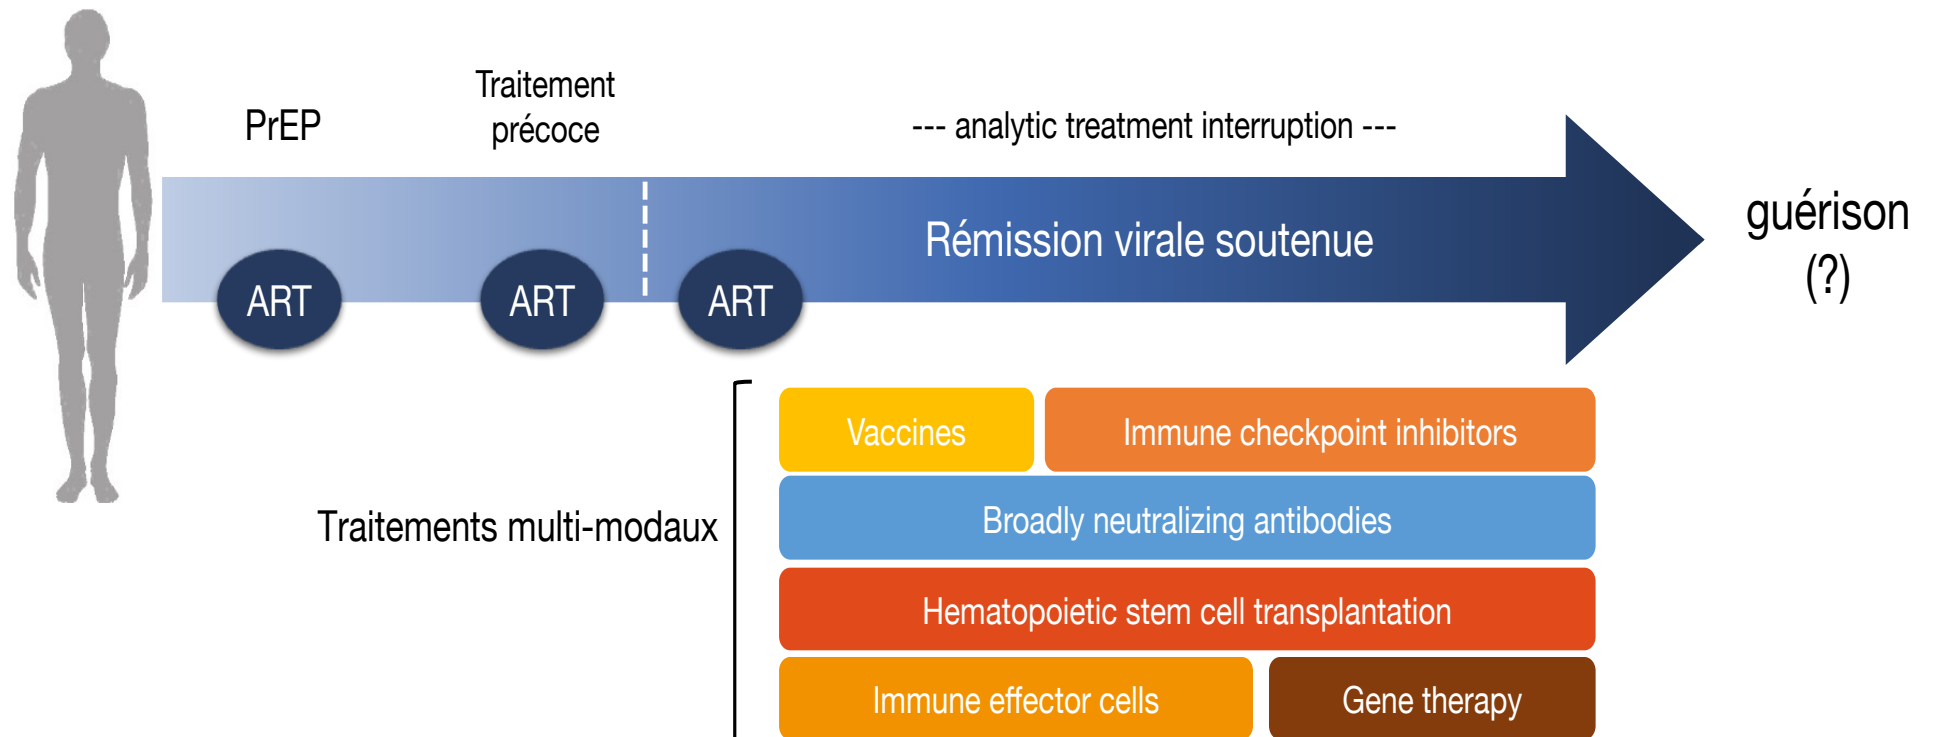 PrEP
Traitement
précoce
--- analytic treatment interruption ---
Rémission virale soutenue
guérison
(?)
ART
ART
ART
Traitements multi-modaux
Vaccines
Immune checkpoint inhibitors
Broadly neutralizing antibodies
Hematopoietic stem cell transplantation
Immune effector cells
Gene therapy